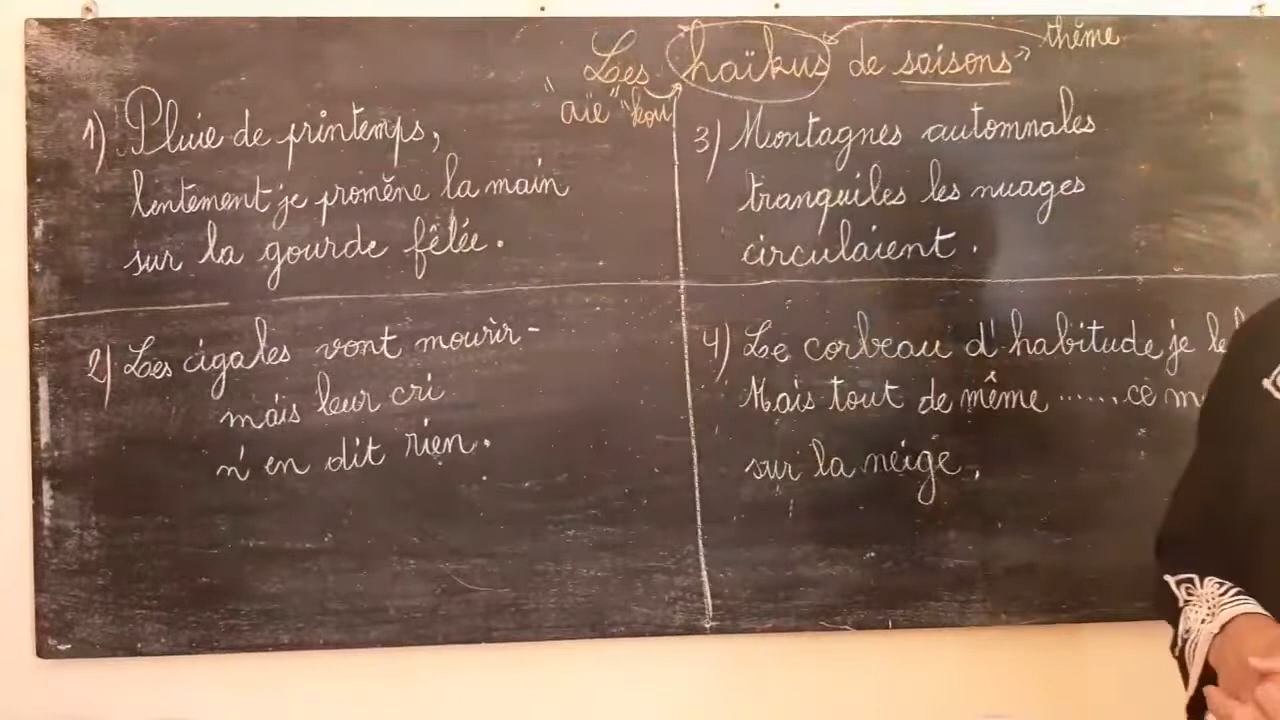 Les haïkus de saisons
thème
"aïe" "kou"
1) Pluie de printemps,
lentement je promène la main
sur la gourde fêlée.
2) Les cigales vont mourir-
mais leur cri
n'en dit rien.
3) Montagnes automnales
tranquiles les nuages
circulaient.
4) Le corbeau d'habitude je le
Mais tout de même ...... ce
sur la neige.